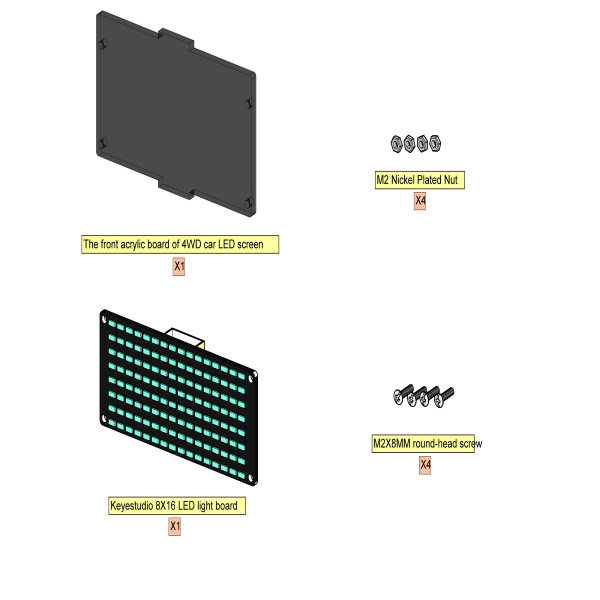 The front acrylic board of 4WD car LED screen
X1
M2 Nickel Plated Nut
X4
Keyestudio 8X16 LED light board
X1
M2X8MM round-head screw
X4